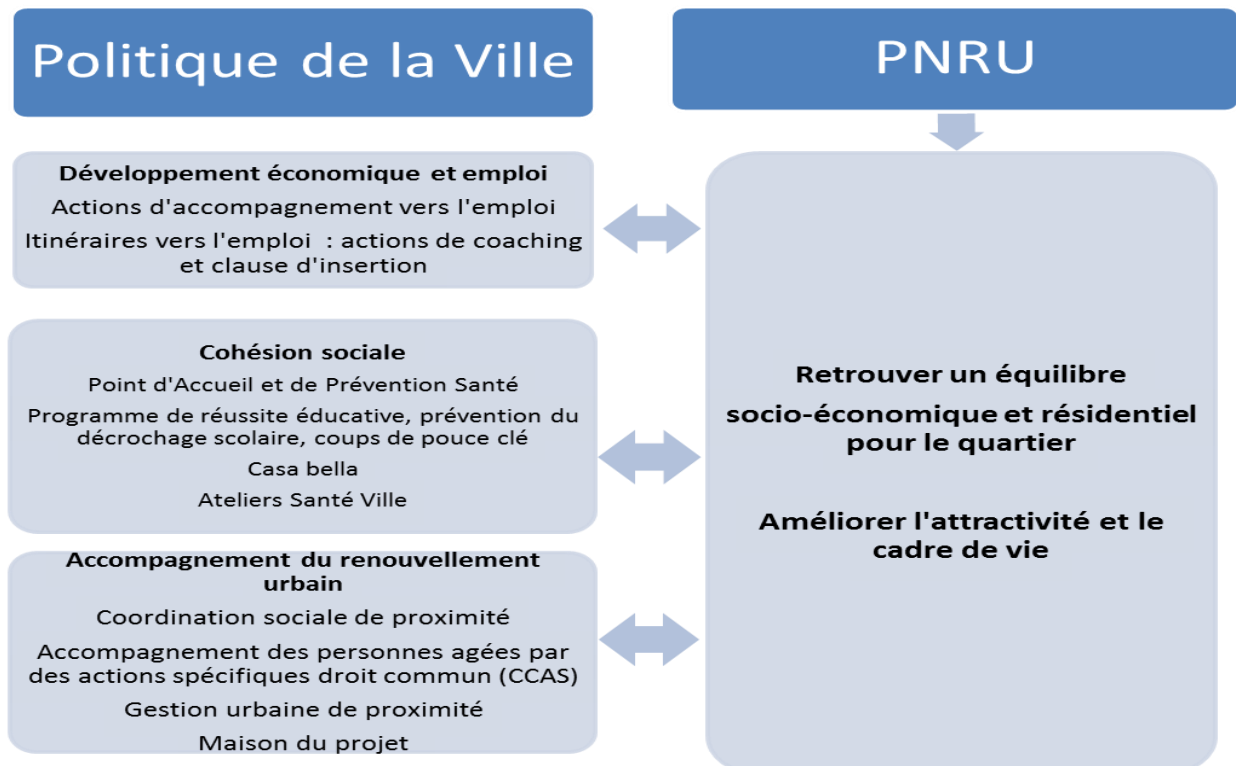 Politique de la Ville
PNRU
Développement économique et emploi
Actions d'accompagnement vers l'emploi
Itinéraires vers l'emploi : actions de coaching
et clause d'insertion
Cohésion sociale
Point d'Accueil et de Prévention Santé
Programme de réussite éducative, prévention du
décrochage scolaire, coups de pouce clé
Casa bella
Ateliers Santé Ville
Accompagnement du renouvellement
urbain
Coordination sociale de proximité
Accompagnement des personnes agées par
des actions spécifiques droit commun (CCAS)
Gestion urbaine de proximité
Maison du projet
Retrouver un équilibre
socio-économique et résidentiel
pour le quartier
Améliorer l'attractivité et le
cadre de vie